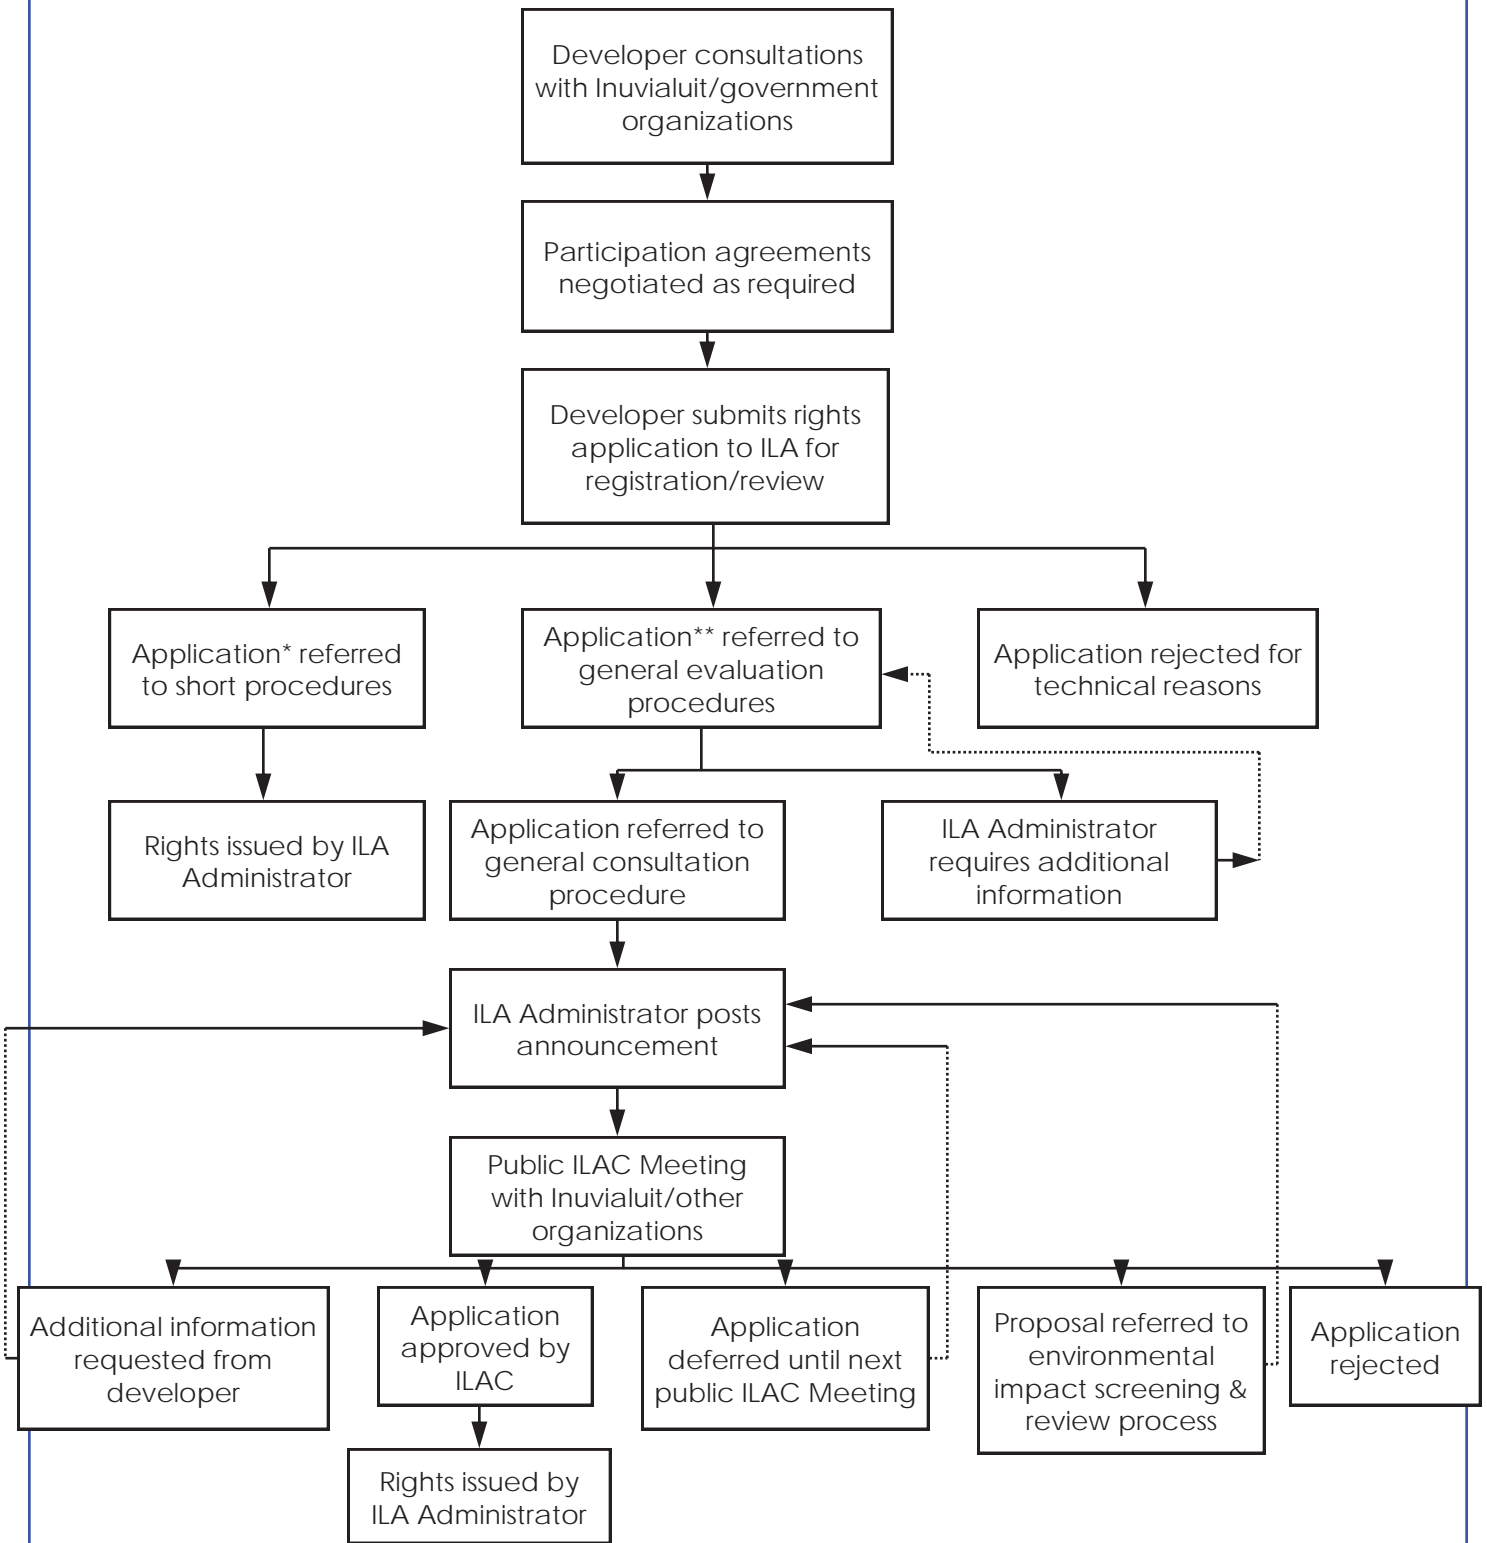 Developer consultations
with Inuvialuit/government
organizations
Participation agreements
negotiated as required
Developer submits rights
application to ILA for
registration/review
Application* referred
to short procedures
Application** referred to
general evaluation
procedures
Application rejected for
technical reasons
Rights issued by ILA
Administrator
Application referred to
general consultation
procedure
ILA Administrator
requires additional
information
ILA Administrator posts
announcement
Public ILAC Meeting
with Inuvialuit/other
organizations
Additional information
requested from
developer
Application
approved by
ILAC
Application
deferred until next
public ILAC Meeting
Proposal referred to
environmental
impact screening &
review process
Application
rejected
Rights issued by
ILA Administrator